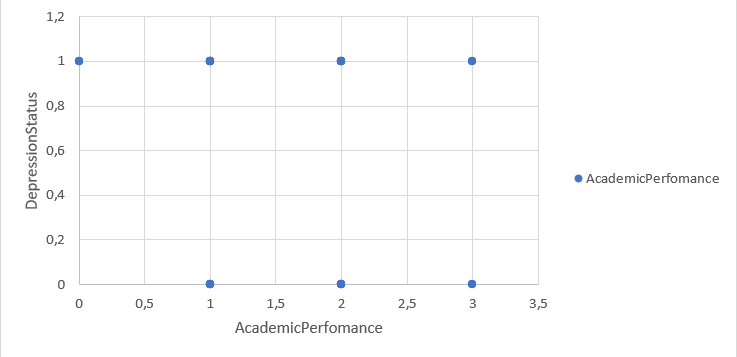 1,2
1
0,8
0,6
0,4
0,2
0
DepressionStatus
0 0,5 1 1,5 2 2,5 3 3,5
AcademicPerfomance
AcademicPerfomance